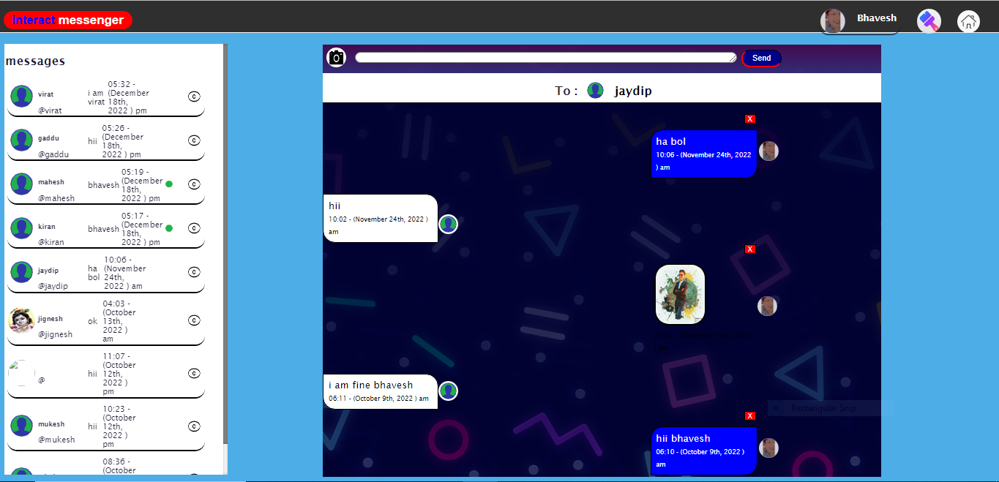 interact messenger
Bhavesh
messages
virat
@virat
i am
virat
05:32 -
(December
18th,
2022 ) pm
C
gaddu
@gaddu
hii
05:26 -
(December
18th,
2022 ) pm
C
mahesh
@mahesh
bhavesh
05:19 -
(December
18th,
2022 ) pm
C
kiran
@kiran
bhavesh
05:17 -
(December
18th,
2022 ) pm
C
jaydip
@jaydip
ha
bol
10:06 -
(November
24th,
2022 ) am
C
jignesh
@jignesh
ok
04:03 -
(October
13th,
2022 )
am
C
@
hii
11:07 -
(October
12th,
2022 )
pm
C
mukesh
@mukesh
hii
10:23 -
(October
12th,
2022 )
pm
C
08:36 -
(October
Send
To : jaydip
X
ha bol
10:06 - (November 24th, 2022
) am
hii
10:02 - (November 24th, 2022 )
am
X
i am fine bhavesh
06:11 - (October 9th, 2022 ) am
Rectangular Snip
X
hii bhavesh
06:10 - (October 9th, 2022 )
am